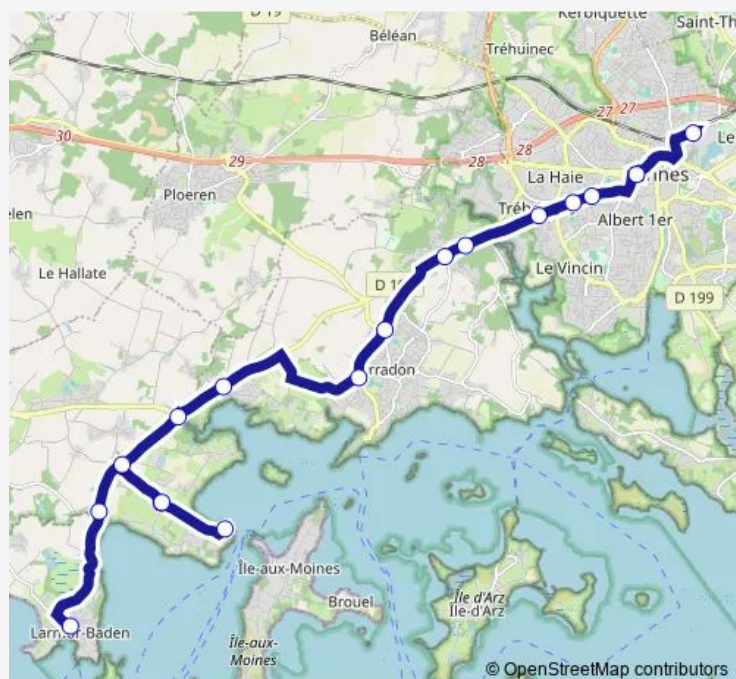 D 19
Kerbiquette
Saint-Th
Béléan
Tréhuinec
27
27
30
29
28
28
Le
Ploeren
La Haie
nnes
elen
Albert 1er
Le Hallate
Le Vincin
D 199
rradon
Île-aux-Moines
Brouel
Île d'Arz
Île-d'Arz
Larmor-Baden
Île-aux-
Moines
© OpenStreetMap contributors